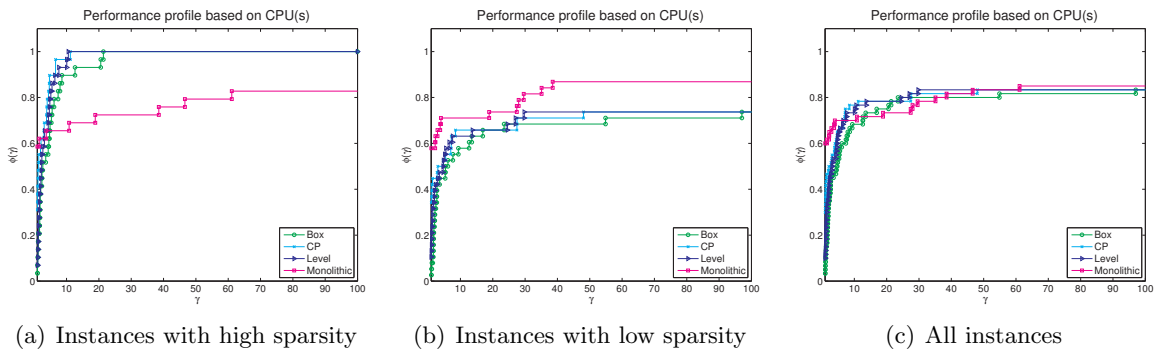 Performance profile based on CPU(s)
1
0.8
0.6
0.4
0.2
0
φ(γ)
10 20 30 40 50 60 70 80 90 100
γ
Box
CP
Level
Monolithic
(a) Instances with high sparsity
Performance profile based on CPU(s)
1
0.8
0.6
0.4
0.2
0
φ(γ)
10 20 30 40 50 60 70 80 90 100
γ
Box
CP
Level
Monolithic
(b) Instances with low sparsity
Performance profile based on CPU(s)
1
0.8
0.6
0.4
0.2
0
φ(γ)
10 20 30 40 50 60 70 80 90 100
γ
Box
CP
Level
Monolithic
(c) All instances